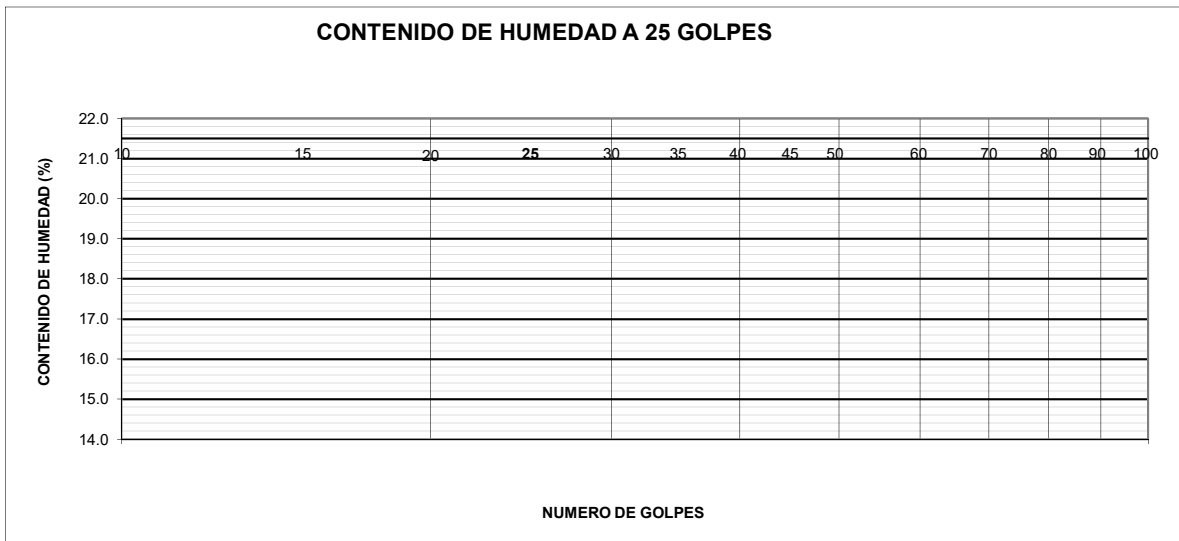 CONTENIDO DE HUMEDAD A 25 GOLPES
CONTENIDO DE HUMEDAD (%)
22.0
10 15 20 25 30 35 40 45 50 60 70 80 90 100
21.0
20.0
19.0
18.0
17.0
16.0
15.0
14.0
NUMERO DE GOLPES